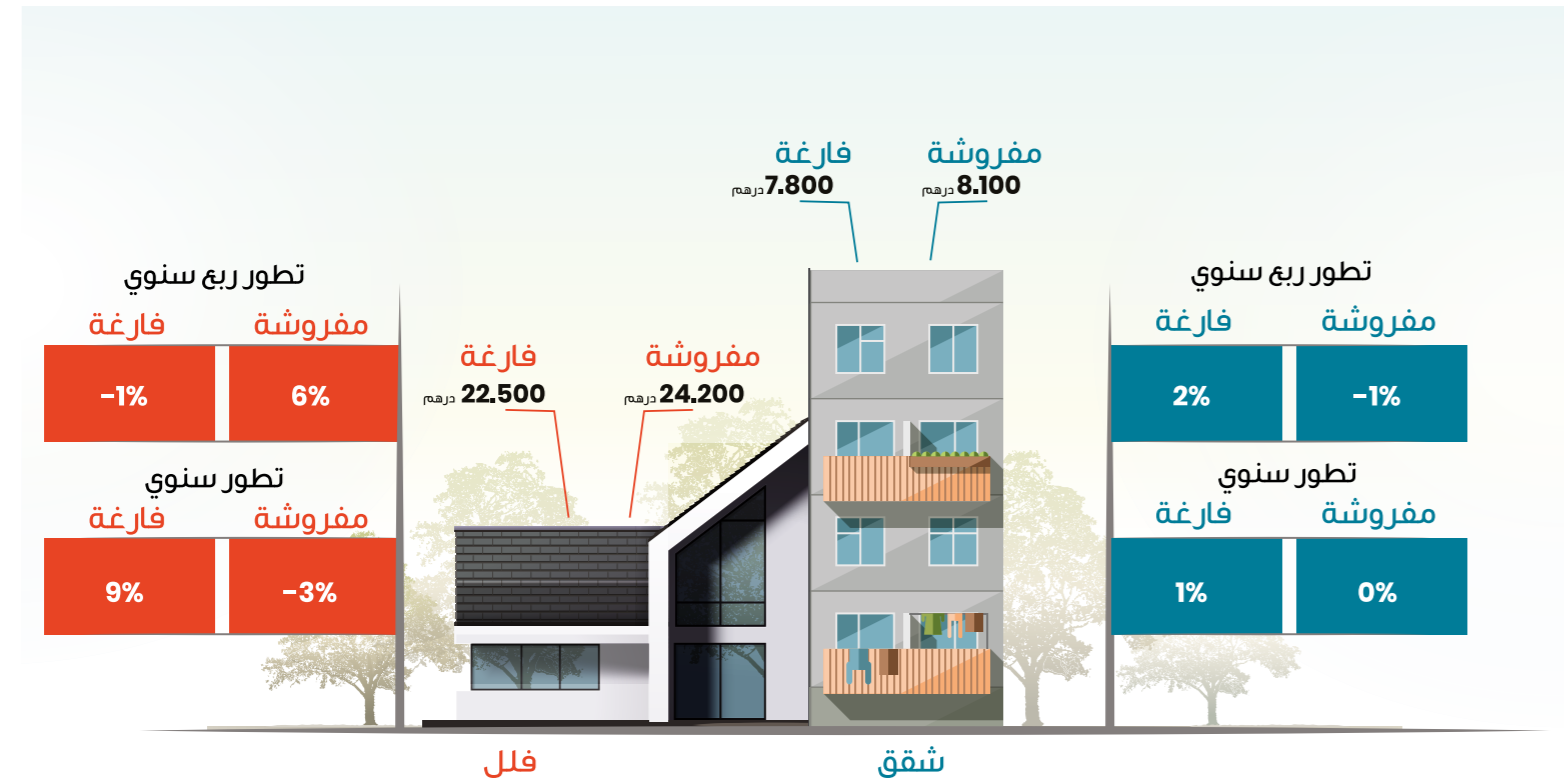 مفروشة
فارغة
8.100 درهم
7.800 درهم
تطور ربع سنوي
مفروشة
فارغة
-1%
2%
تطور سنوي
مفروشة
فارغة
0%
1%
مفروشة
فارغة
24.200 درهم
22.500 درهم
تطور ربع سنوي
مفروشة
فارغة
6%
-1%
تطور سنوي
مفروشة
فارغة
-3%
9%
شقق
فلل